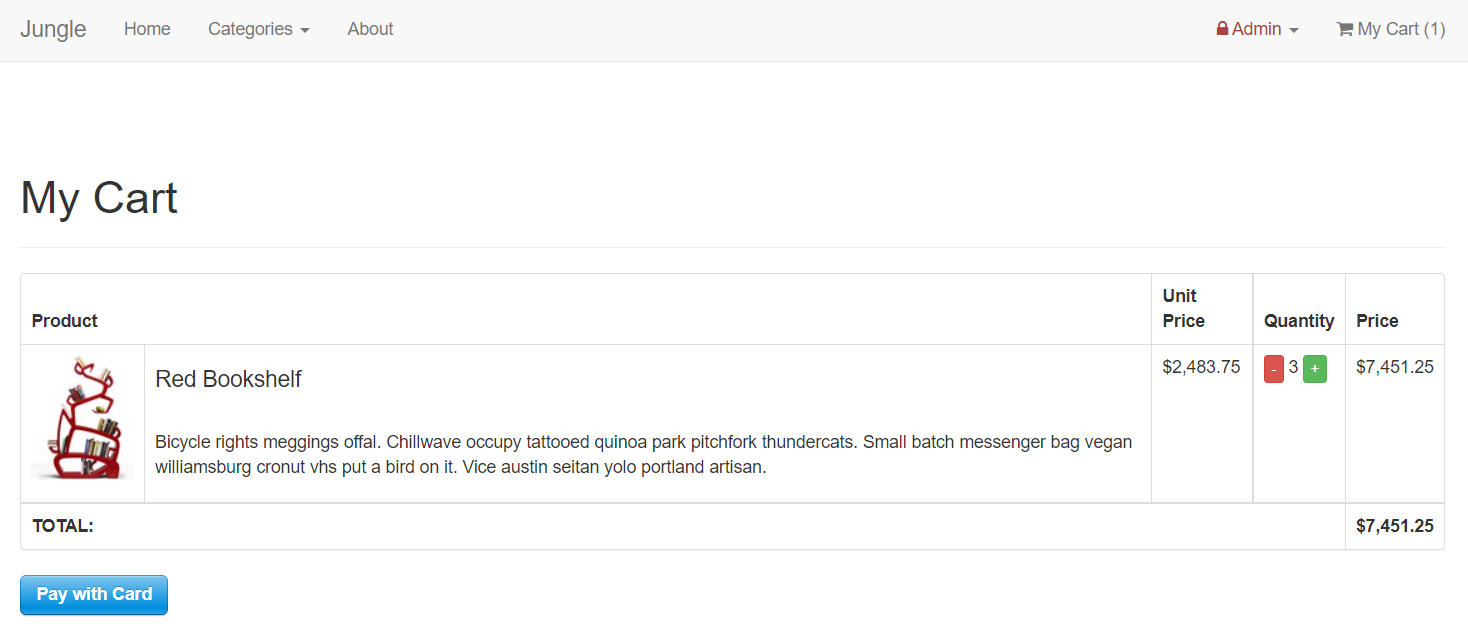 Jungle Home Categories About Admin My Cart (1)
My Cart
Product Unit Price Quantity Price
Red Bookshelf $2,483.75 - 3 + $7,451.25
Bicycle rights meggings offal. Chillwave occupy tattooed quinoa park pitchfork thundercats. Small batch messenger bag vegan
williamsburg cronut vhs put a bird on it. Vice austin seitan yolo portland artisan.
TOTAL: $7,451.25
Pay with Card